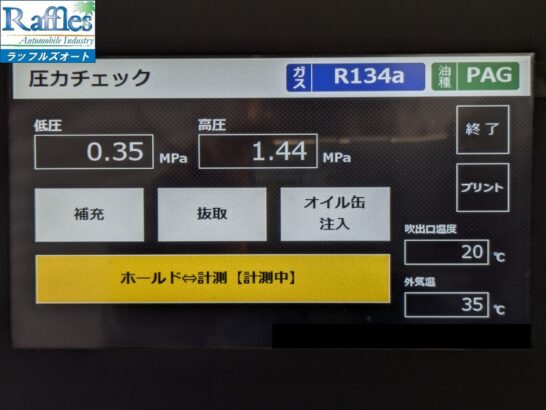 Raffles
Automobile Industry
ラッフルズオート
圧力チェック
ガス R134a
油種 PAG
低圧
0.35 MPa
高圧
1.44 MPa
終了
プリント
補充
抜取
オイル缶
注入
吹出口温度
20 ℃
ホールド⇔計測【計測中】
外気温
35 ℃